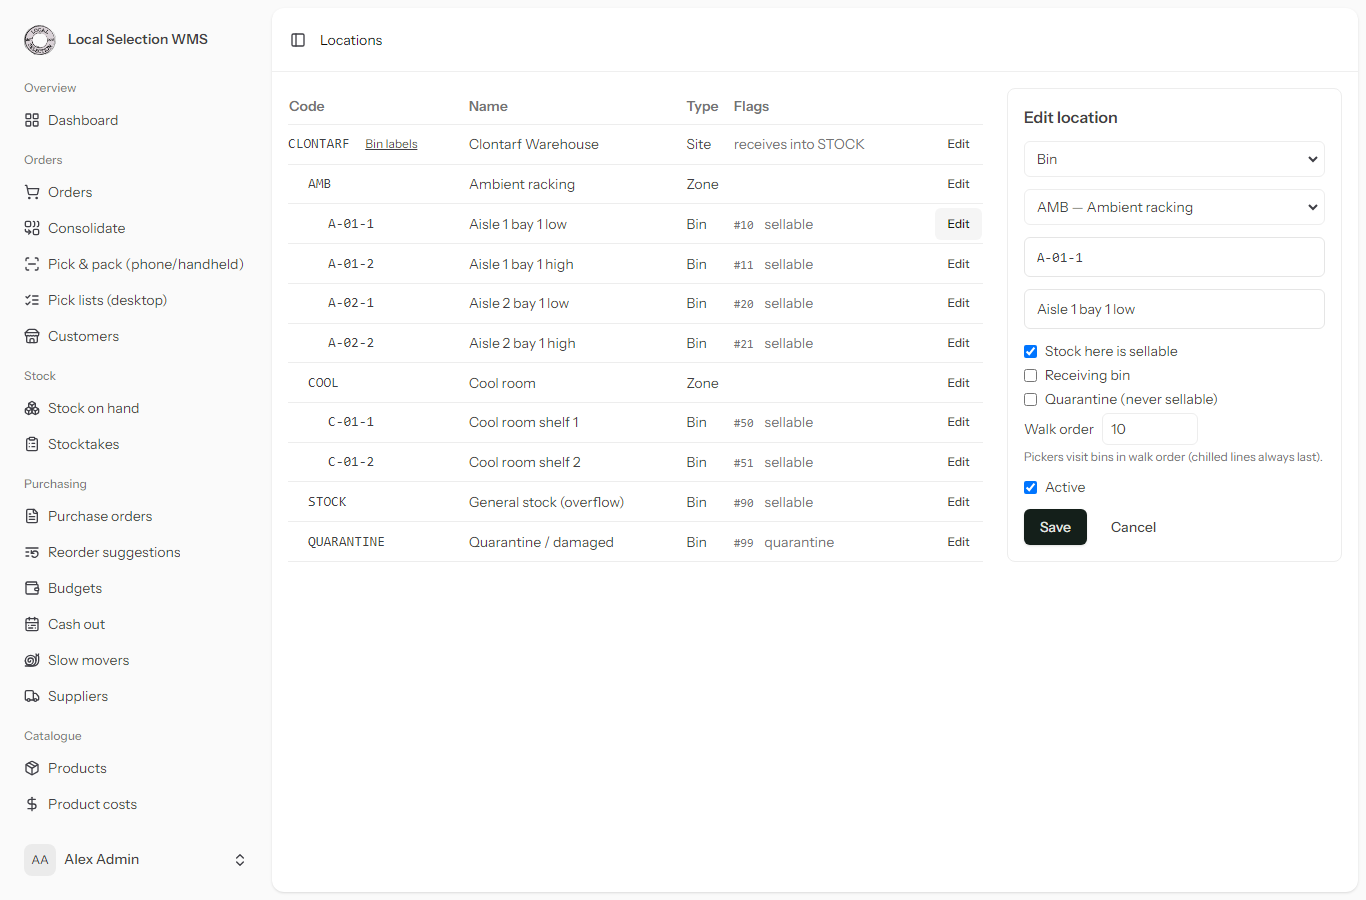 Local Selection WMS
Overview
Dashboard
Orders
Orders
Consolidate
Pick & pack (phone/handheld)
Pick lists (desktop)
Customers
Stock
Stock on hand
Stocktakes
Purchasing
Purchase orders
Reorder suggestions
Budgets
Cash out
Slow movers
Suppliers
Catalogue
Products
Product costs
AA Alex Admin
Locations
Code Name Type Flags
CLONTARF Bin labels Clontarf Warehouse Site receives into STOCK Edit
AMB Ambient racking Zone Edit
A-01-1 Aisle 1 bay 1 low Bin #10 sellable Edit
A-01-2 Aisle 1 bay 1 high Bin #11 sellable Edit
A-02-1 Aisle 2 bay 1 low Bin #20 sellable Edit
A-02-2 Aisle 2 bay 1 high Bin #21 sellable Edit
COOL Cool room Zone Edit
C-01-1 Cool room shelf 1 Bin #50 sellable Edit
C-01-2 Cool room shelf 2 Bin #51 sellable Edit
STOCK General stock (overflow) Bin #90 sellable Edit
QUARANTINE Quarantine / damaged Bin #99 quarantine Edit
Edit location
Bin
AMB — Ambient racking
A-01-1
Aisle 1 bay 1 low
Stock here is sellable
Receiving bin
Quarantine (never sellable)
Walk order 10
Pickers visit bins in walk order (chilled lines always last).
Active
Save Cancel